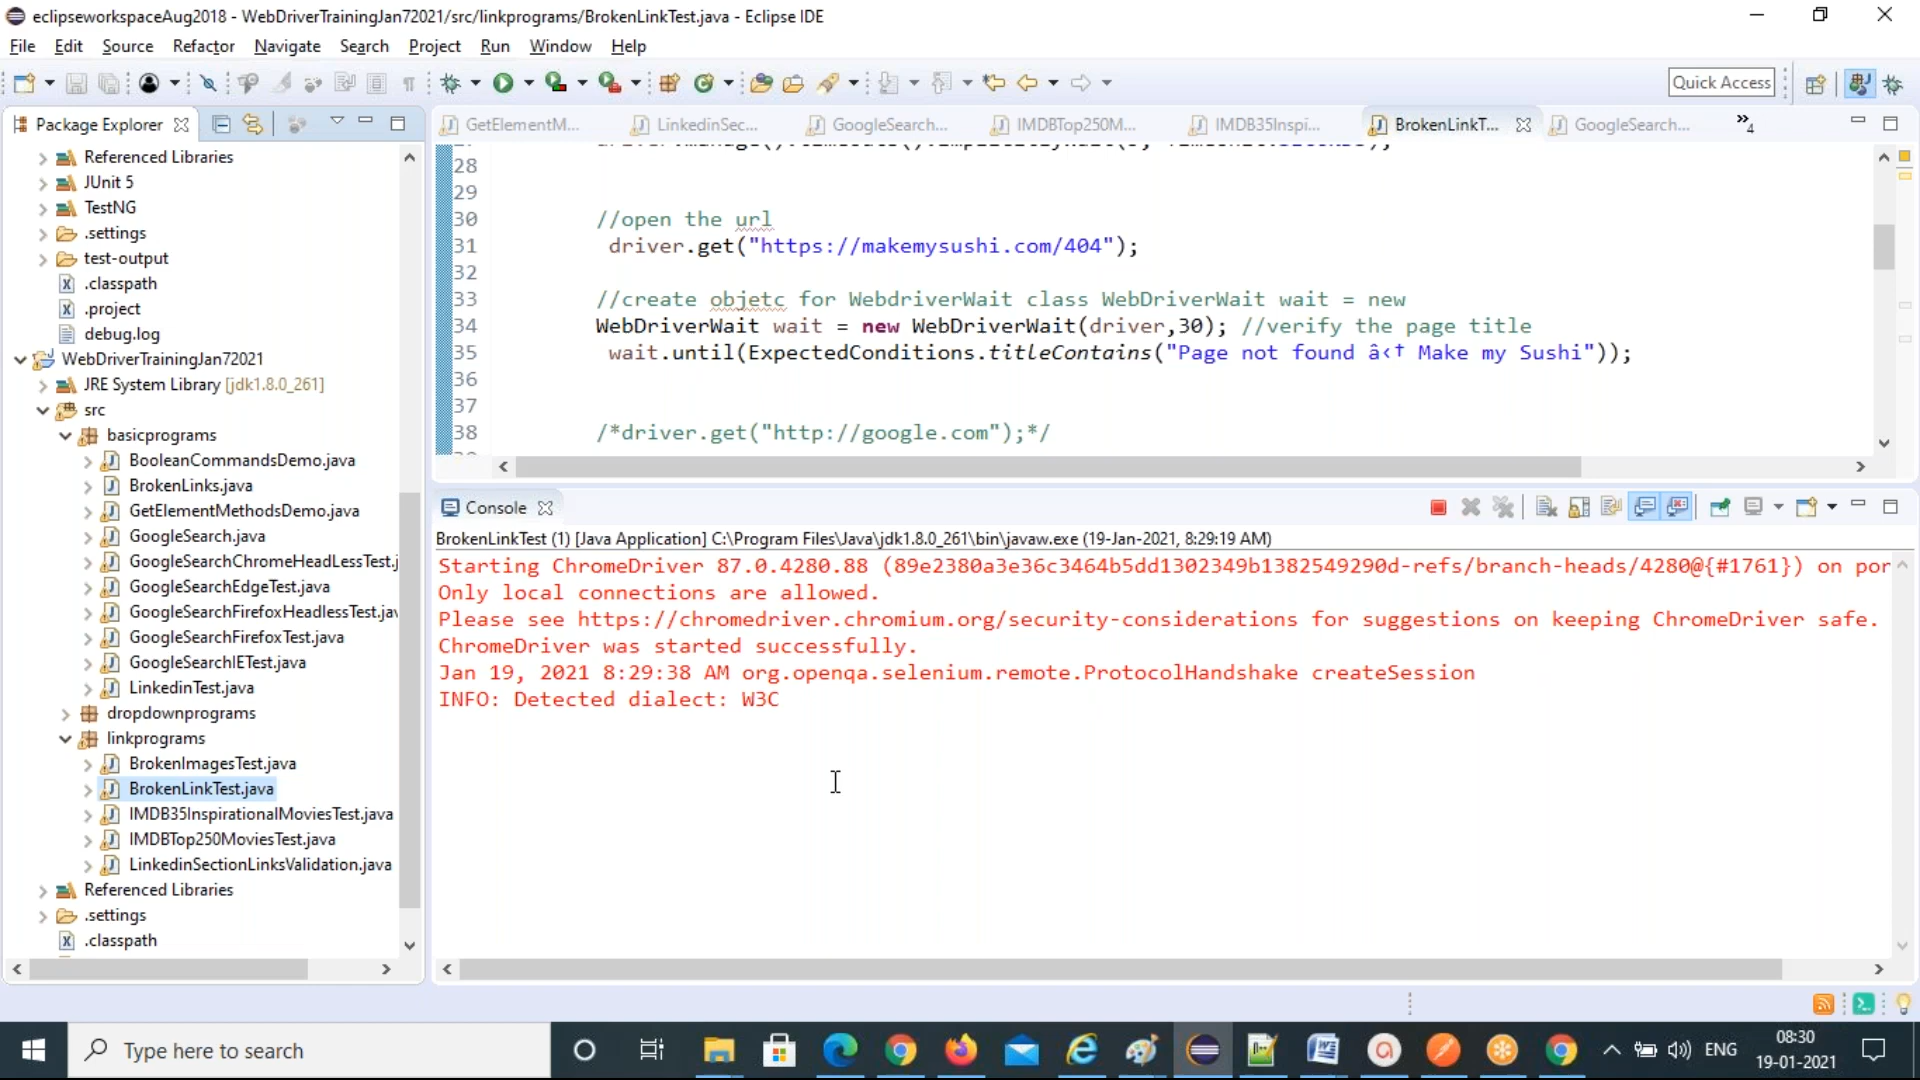 eclipseworkspaceAug2018 - WebDriverTrainingJan72021/src/linkprograms/BrokenLinkTest.java - Eclipse IDE
File Edit Source Refactor Navigate Search Project Run Window Help
Quick Access
Package Explorer
GetElementM... LinkedinSec... GoogleSearch... IMDBTop250M... IMDB35Inspi... BrokenLinkT... GoogleSearch... »4
Referenced Libraries
JUnit 5
TestNG
.settings
test-output
.classpath
.project
debug.log
WebDriverTrainingJan72021
JRE System Library [jdk1.8.0_261]
src
basicprograms
BooleanCommandsDemo.java
BrokenLinks.java
GetElementMethodsDemo.java
GoogleSearch.java
GoogleSearchChromeHeadLessTest.j
GoogleSearchEdgeTest.java
GoogleSearchFirefoxHeadlessTest.jav
GoogleSearchFirefoxTest.java
GoogleSearchIETest.java
LinkedinTest.java
dropdownprograms
linkprograms
BrokenImagesTest.java
BrokenLinkTest.java
IMDB35InspirationalMoviesTest.java
IMDBTop250MoviesTest.java
LinkedinSectionLinksValidation.java
Referenced Libraries
.settings
.classpath
28
29
30 //open the url
31 driver.get("https://makemysushi.com/404");
32
33 //create objetc for WebdriverWait class WebDriverWait wait = new
34 WebDriverWait wait = new WebDriverWait(driver,30); //verify the page title
35 wait.until(ExpectedConditions.titleContains("Page not found â‹† Make my Sushi"));
36
37
38 /*driver.get("http://google.com");*/
Console
BrokenLinkTest (1) [Java Application] C:\Program Files\Java\jdk1.8.0_261\bin\javaw.exe (19-Jan-2021, 8:29:19 AM)
Starting ChromeDriver 87.0.4280.88 (89e2380a3e36c3464b5dd1302349b1382549290d-refs/branch-heads/4280@{#1761}) on por
Only local connections are allowed.
Please see https://chromedriver.chromium.org/security-considerations for suggestions on keeping ChromeDriver safe.
ChromeDriver was started successfully.
Jan 19, 2021 8:29:38 AM org.openqa.selenium.remote.ProtocolHandshake createSession
INFO: Detected dialect: W3C
Type here to search
ENG
08:30
19-01-2021